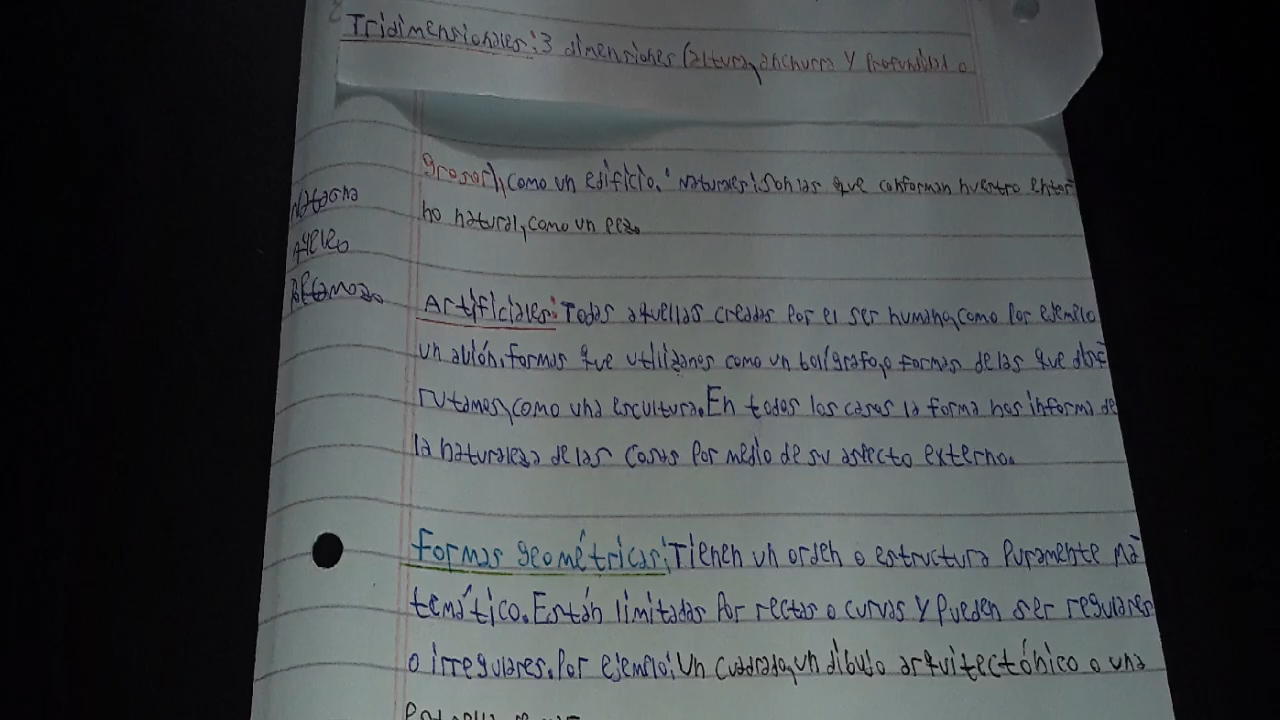 Tridimensionales: 3 dimensiones (altura, anchura y profundidad o
grosor), como un edificio. Naturales: Son las que conforman nuestro entor
no natural, como un pez.
Natacha
Artificiales: Todas aquellas creadas por el ser humano, como por ejemplo
un avión, formas que utilizanos como un bolígrafo, o formas de las que disf
rutamos, como una escultura. En todos los casos la forma nos informa de
la naturaleza de las cosas por medio de su aspecto externo.
Formas geométricas: Tienen un orden o estructura puramente ma
temático. Están limitadas por rectas o curvas y pueden ser regulares
o irregulares. Por ejemplo: Un cuadrado, un dibujo arquitectónico o una